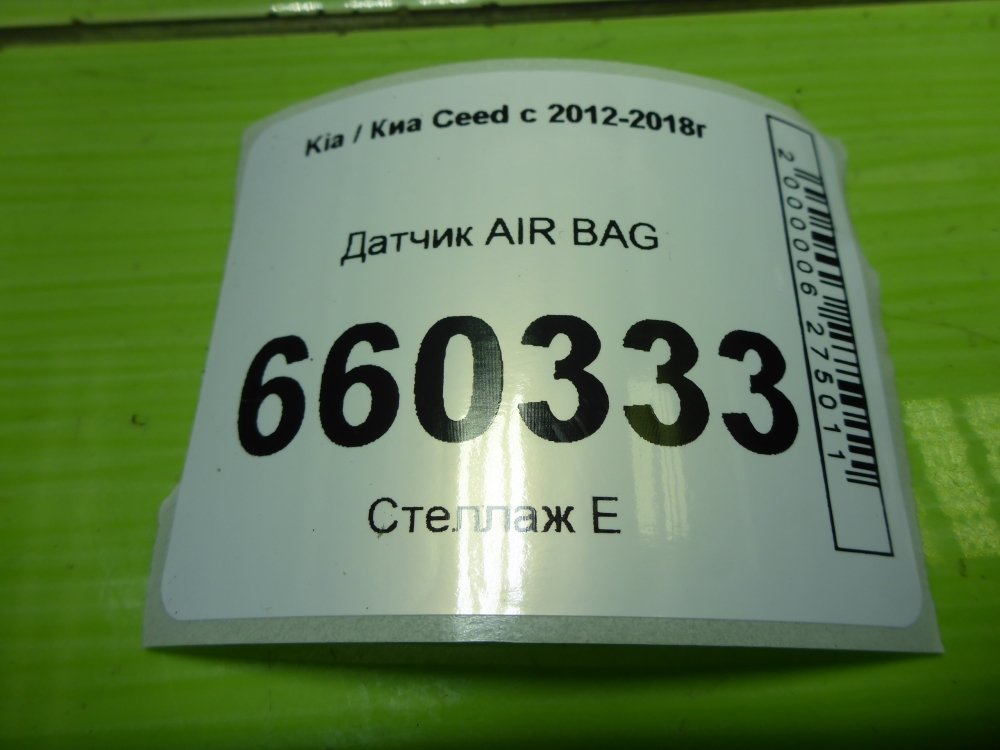 Kia / Киа Ceed с 2012-2018г
Датчик AIR BAG
660333
Стеллаж Е
2000006275011